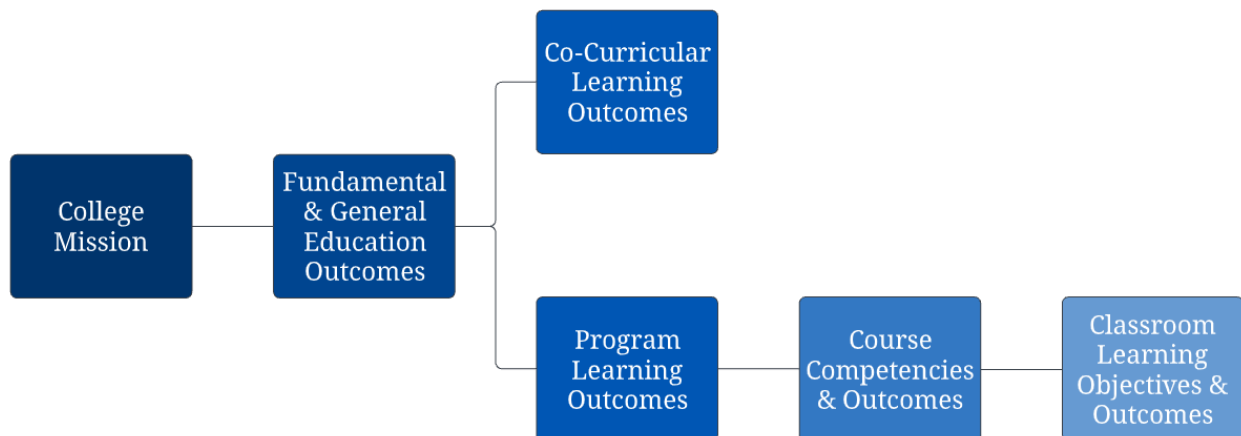 College
Mission
Fundamental
& General
Education
Outcomes
Co-Curricular
Learning
Outcomes
Program
Learning
Outcomes
Course
Competencies
& Outcomes
Classroom
Learning
Objectives &
Outcomes